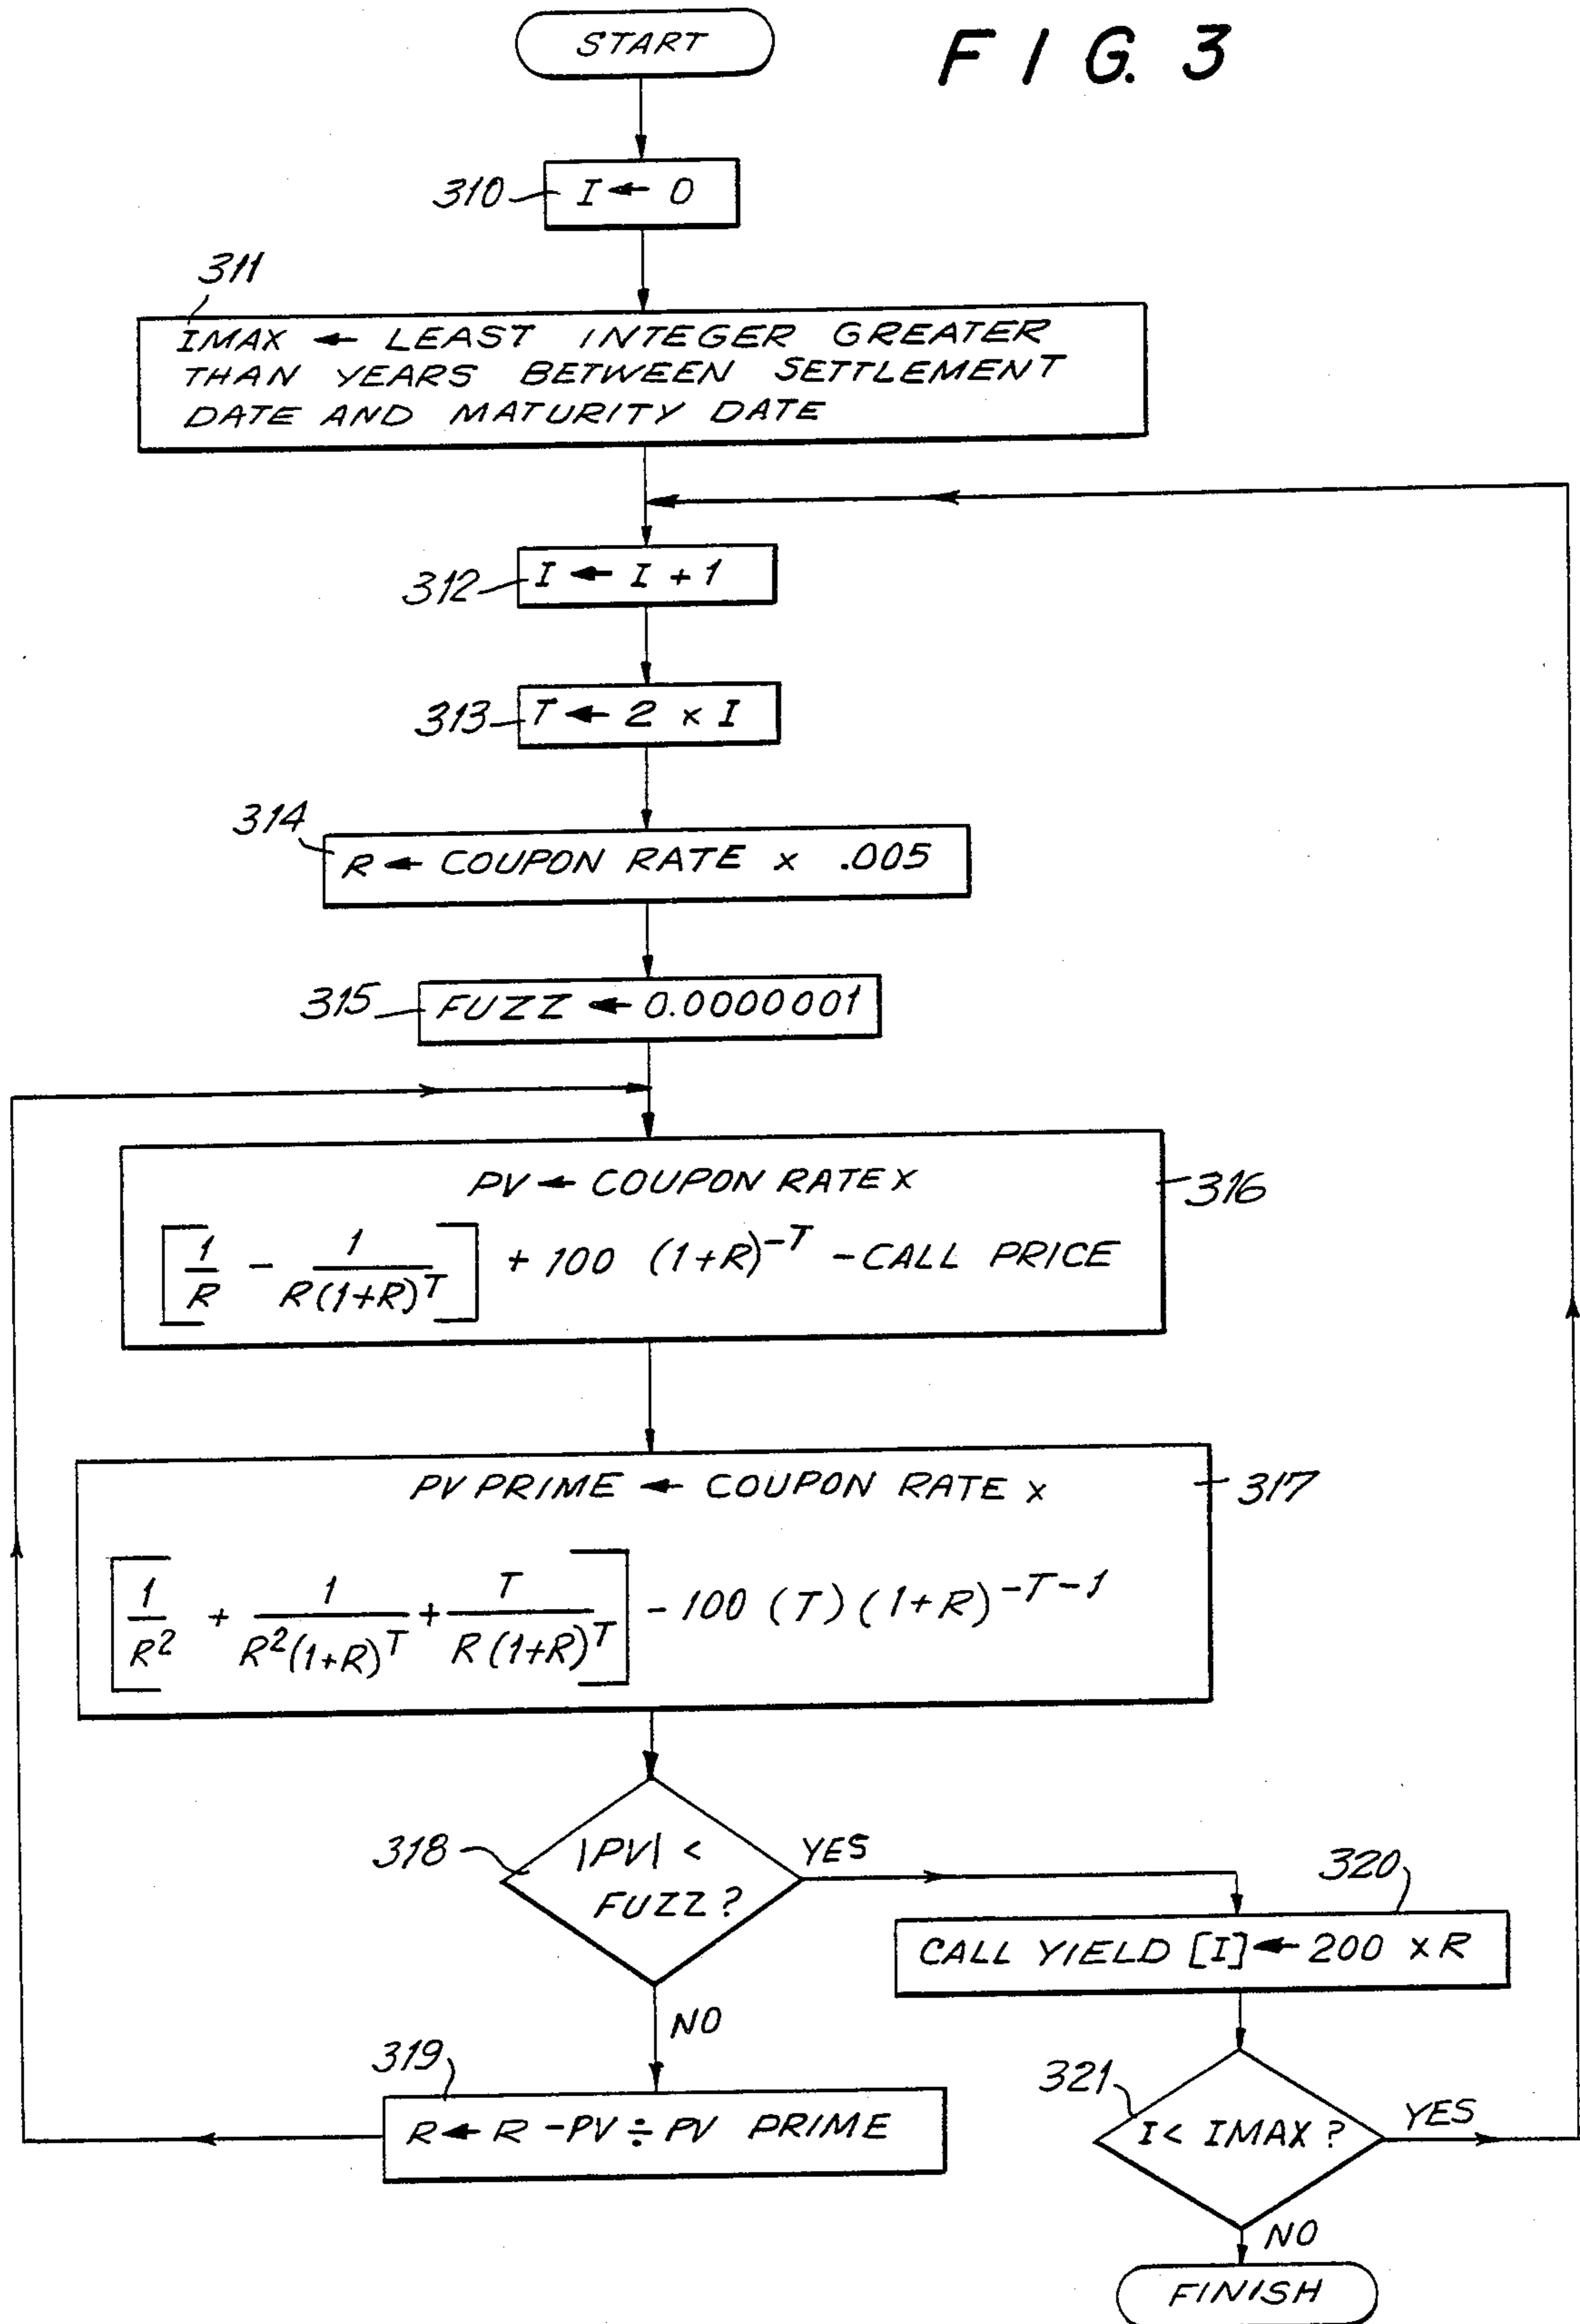 START
FIG. 3
310
I ← 0
311
IMAX ← LEAST INTEGER GREATER
THAN YEARS BETWEEN SETTLEMENT
DATE AND MATURITY DATE
312
I ← I + 1
313
T ← 2 x I
314
R ← COUPON RATE x .005
315
FUZZ ← 0.0000001
PV ← COUPON RATE X
316
[1/R - 1/R(1+R)^T] + 100 (1+R)^-T - CALL PRICE
PV PRIME ← COUPON RATE x
317
[1/R^2 + 1/R^2(1+R)^T + T/R(1+R)^T] - 100 (T)(1+R)^-T-1
318
|PV| <
FUZZ?
YES
320
CALL YIELD [I] ← 200 x R
NO
319
R ← R - PV ÷ PV PRIME
321
I < IMAX ?
YES
NO
FINISH